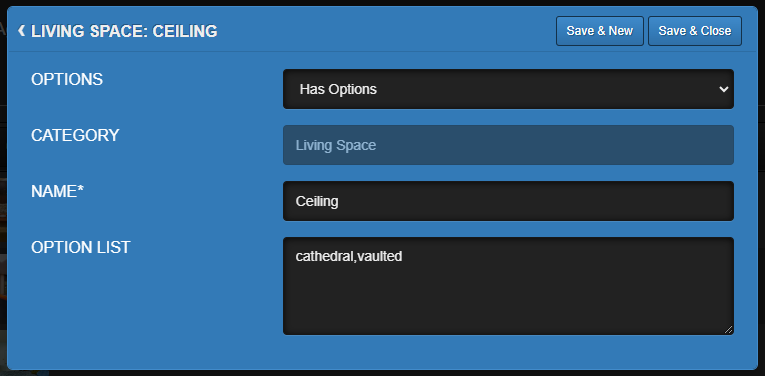 ‹ LIVING SPACE: CEILING
Save & New
Save & Close
OPTIONS
Has Options
CATEGORY
Living Space
NAME*
Ceiling
OPTION LIST
cathedral,vaulted